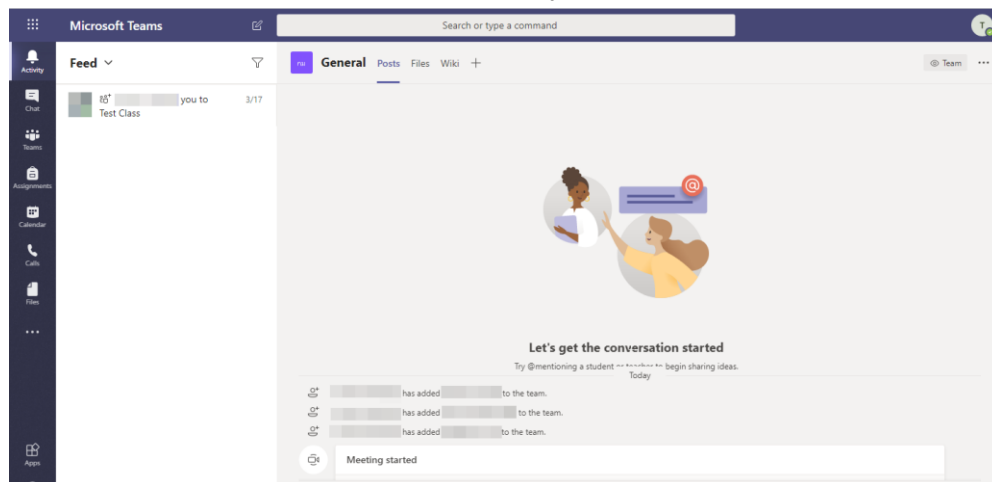 Microsoft Teams
Search or type a command
T
Activity
Chat
Teams
Assignments
Calendar
Calls
Files
Apps
Feed
you to
3/17
Test Class
General Posts Files Wiki
Team
@
Let's get the conversation started
Try @mentioning a student or teacher to begin sharing ideas.
Today
has added to the team.
has added to the team.
has added to the team.
Meeting started